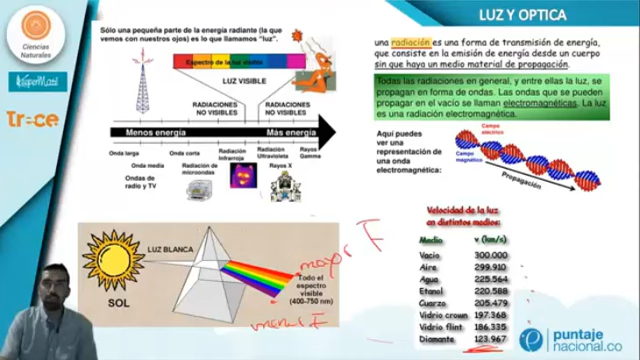 Ciencias
Naturales
SaperMozzi
Trece
LUZ Y OPTICA
Sólo una pequeña parte de la energía radiante (la que
vemos con nuestros ojos) es lo que llamamos “luz”.
Espectro de la luz visible
LUZ VISIBLE
RADIACIONES
NO VISIBLES
RADIACIONES
NO VISIBLES
Menos energía
Más energía
Onda larga
Onda media
Ondas de
radio y TV
Onda corta
Radiación de
microondas
Radiación
Infrarroja
Radiación
Ultravioleta
Rayos X
Rayos
Gamma
una radiación es una forma de transmisión de energía,
que consiste en la emisión de energía desde un cuerpo
sin que haya un medio material de propagación.
Todas las radiaciones en general, y entre ellas la luz, se
propagan en forma de ondas. Las ondas que se pueden
propagar en el vacío se llaman electromagnéticas. La luz
es una radiación electromagnética.
Aquí puedes
ver una
representación
de una onda
electromagnética:
Campo
eléctrico
Campo
magnético
Propagación
LUZ BLANCA
SOL
Todo el
espectro
visible
(400-750 nm)
mayor F
menor F
Velocidad de la luz
en distintos medios:
Medio v (km/s)
Vacío 300.000
Aire 299.910
Agua 225.564
Etanol 220.588
Cuarzo 205.479
Vidrio crown 197.368
Vidrio flint 186.335
Diamante 123.967
puntaje
nacional.co